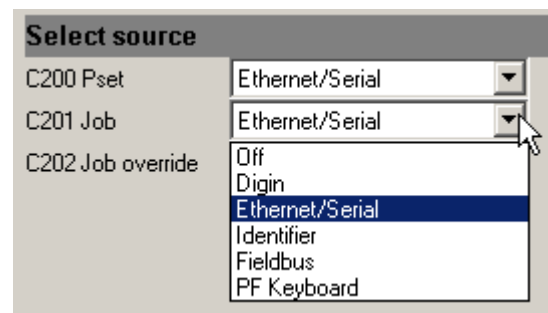 Select source
C200 Pset Ethernet/Serial
C201 Job Ethernet/Serial
C202 Job override
Off
Digin
Ethernet/Serial
Identifier
Fieldbus
PF Keyboard